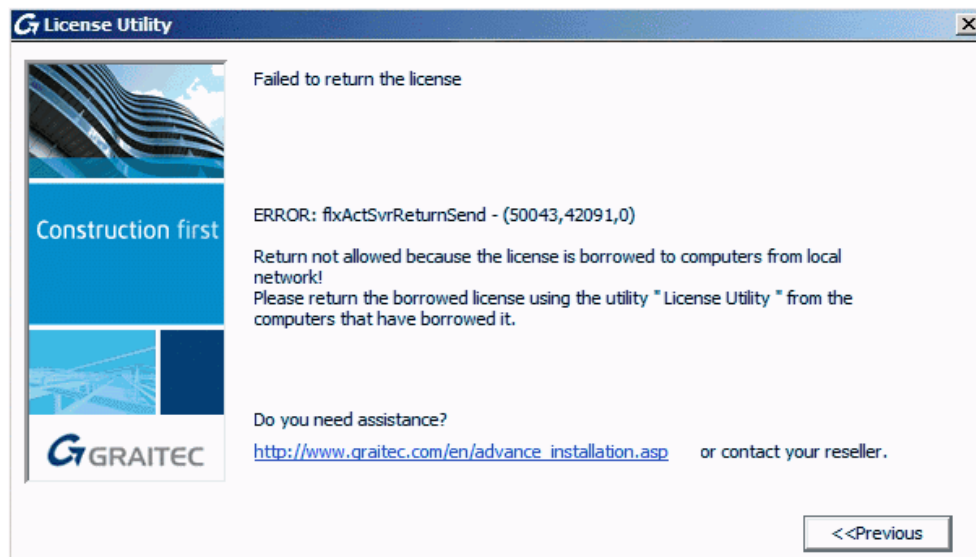 License Utility
Failed to return the license
ERROR: flxActSvrReturnSend - (50043,42091,0)
Return not allowed because the license is borrowed to computers from local
network!
Please return the borrowed license using the utility " License Utility " from the
computers that have borrowed it.
Construction first
Do you need assistance?
http://www.graitec.com/en/advance_installation.asp or contact your reseller.
GRAITEC
<<Previous